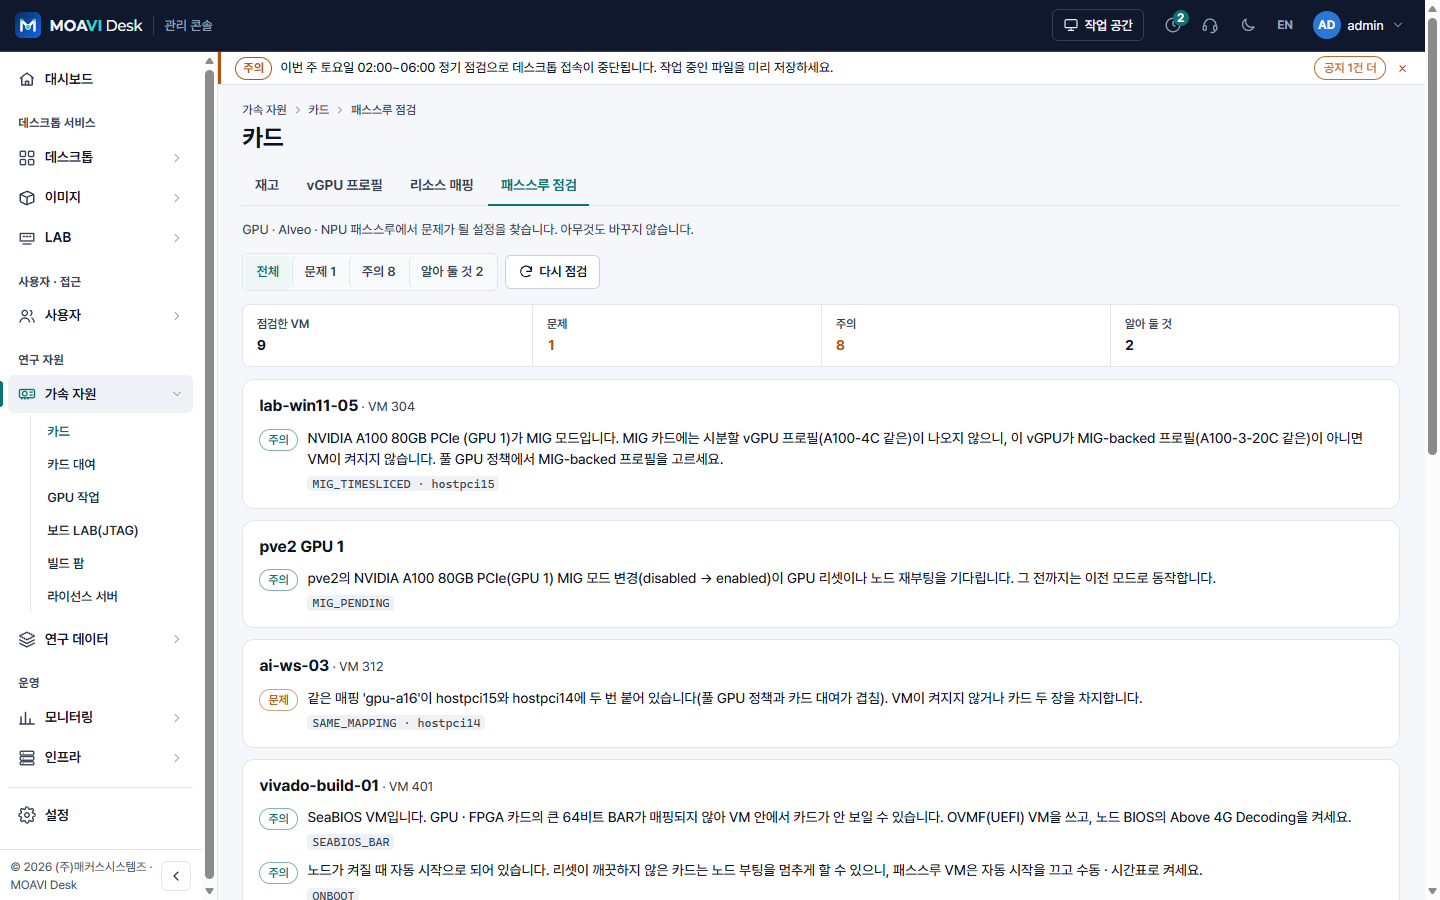 MOAVI Desk
관리 콘솔
작업 공간
2
EN
AD
admin
대시보드
데스크톱 서비스
데스크톱
이미지
LAB
사용자 · 접근
사용자
연구 자원
가속 자원
카드
카드 대여
GPU 작업
보드 LAB(JTAG)
빌드 팜
라이선스 서버
연구 데이터
운영
모니터링
인프라
설정
© 2026 (주)매커스시스템즈 ·
MOAVI Desk
주의 이번 주 토요일 02:00~06:00 정기 점검으로 데스크톱 접속이 중단됩니다. 작업 중인 파일을 미리 저장하세요.
공지 1건 더 ×
가속 자원 > 카드 > 패스스루 점검
카드
재고 vGPU 프로필 리소스 매핑 패스스루 점검
GPU · Alveo · NPU 패스스루에서 문제가 될 설정을 찾습니다. 아무것도 바꾸지 않습니다.
전체 문제 1 주의 8 알아 둘 것 2 다시 점검
점검한 VM
9
문제
1
주의
8
알아 둘 것
2
lab-win11-05 · VM 304
주의 NVIDIA A100 80GB PCIe (GPU 1)가 MIG 모드입니다. MIG 카드에는 시분할 vGPU 프로필(A100-4C 같은)이 나오지 않으니, 이 vGPU가 MIG-backed 프로필(A100-3-20C 같은)이 아니면
VM이 켜지지 않습니다. 풀 GPU 정책에서 MIG-backed 프로필을 고르세요.
MIG_TIMESLICED · hostpci15
pve2 GPU 1
주의 pve2의 NVIDIA A100 80GB PCIe(GPU 1) MIG 모드 변경(disabled → enabled)이 GPU 리셋이나 노드 재부팅을 기다립니다. 그 전까지는 이전 모드로 동작합니다.
MIG_PENDING
ai-ws-03 · VM 312
문제 같은 매핑 'gpu-a16'이 hostpci15와 hostpci14에 두 번 붙어 있습니다(풀 GPU 정책과 카드 대여가 겹침). VM이 켜지지 않거나 카드 두 장을 차지합니다.
SAME_MAPPING · hostpci14
vivado-build-01 · VM 401
주의 SeaBIOS VM입니다. GPU · FPGA 카드의 큰 64비트 BAR가 매핑되지 않아 VM 안에서 카드가 안 보일 수 있습니다. OVMF(UEFI) VM을 쓰고, 노드 BIOS의 Above 4G Decoding을 켜세요.
SEABIOS_BAR
주의 노드가 켜질 때 자동 시작으로 되어 있습니다. 리셋이 깨끗하지 않은 카드는 노드 부팅을 멈추게 할 수 있으니, 패스스루 VM은 자동 시작을 끄고 수동 · 시간표로 켜세요.
ONBOOT